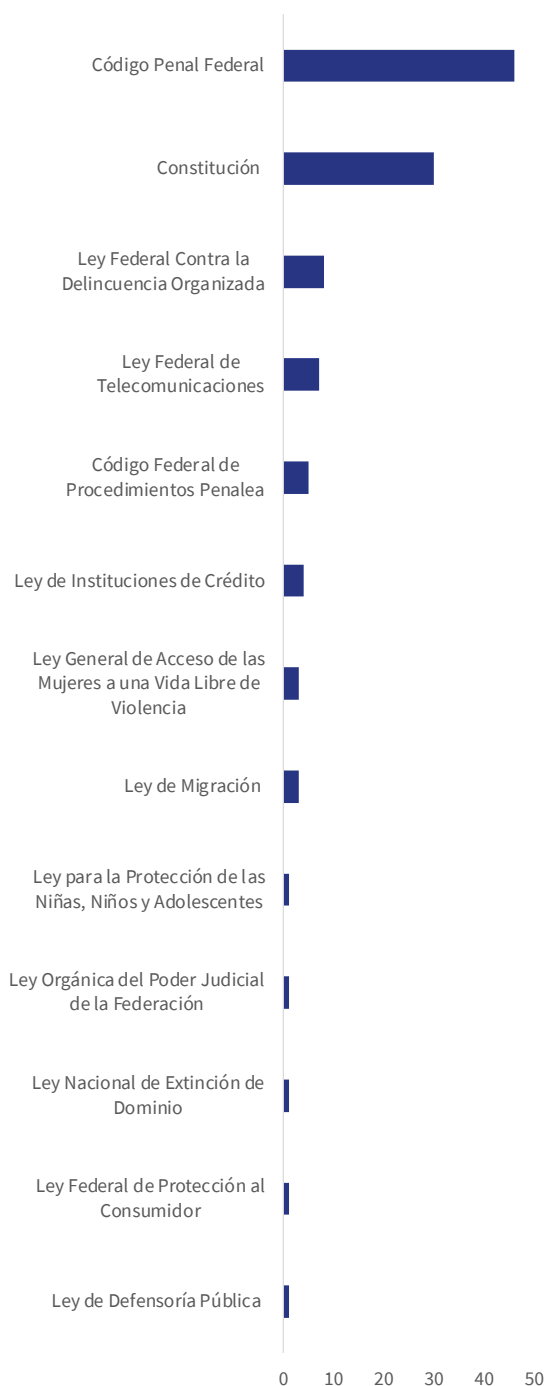 Código Penal Federal
Constitución
Ley Federal Contra la
Delincuencia Organizada
Ley Federal de
Telecomunicaciones
Código Federal de
Procedimientos Penalea
Ley de Instituciones de Crédito
Ley General de Acceso de las
Mujeres a una Vida Libre de
Violencia
Ley de Migración
Ley para la Protección de las
Niñas, Niños y Adolescentes
Ley Orgánica del Poder Judicial
de la Federación
Ley Nacional de Extinción de
Dominio
Ley Federal de Protección al
Consumidor
Ley de Defensoría Pública
0 10 20 30 40 50